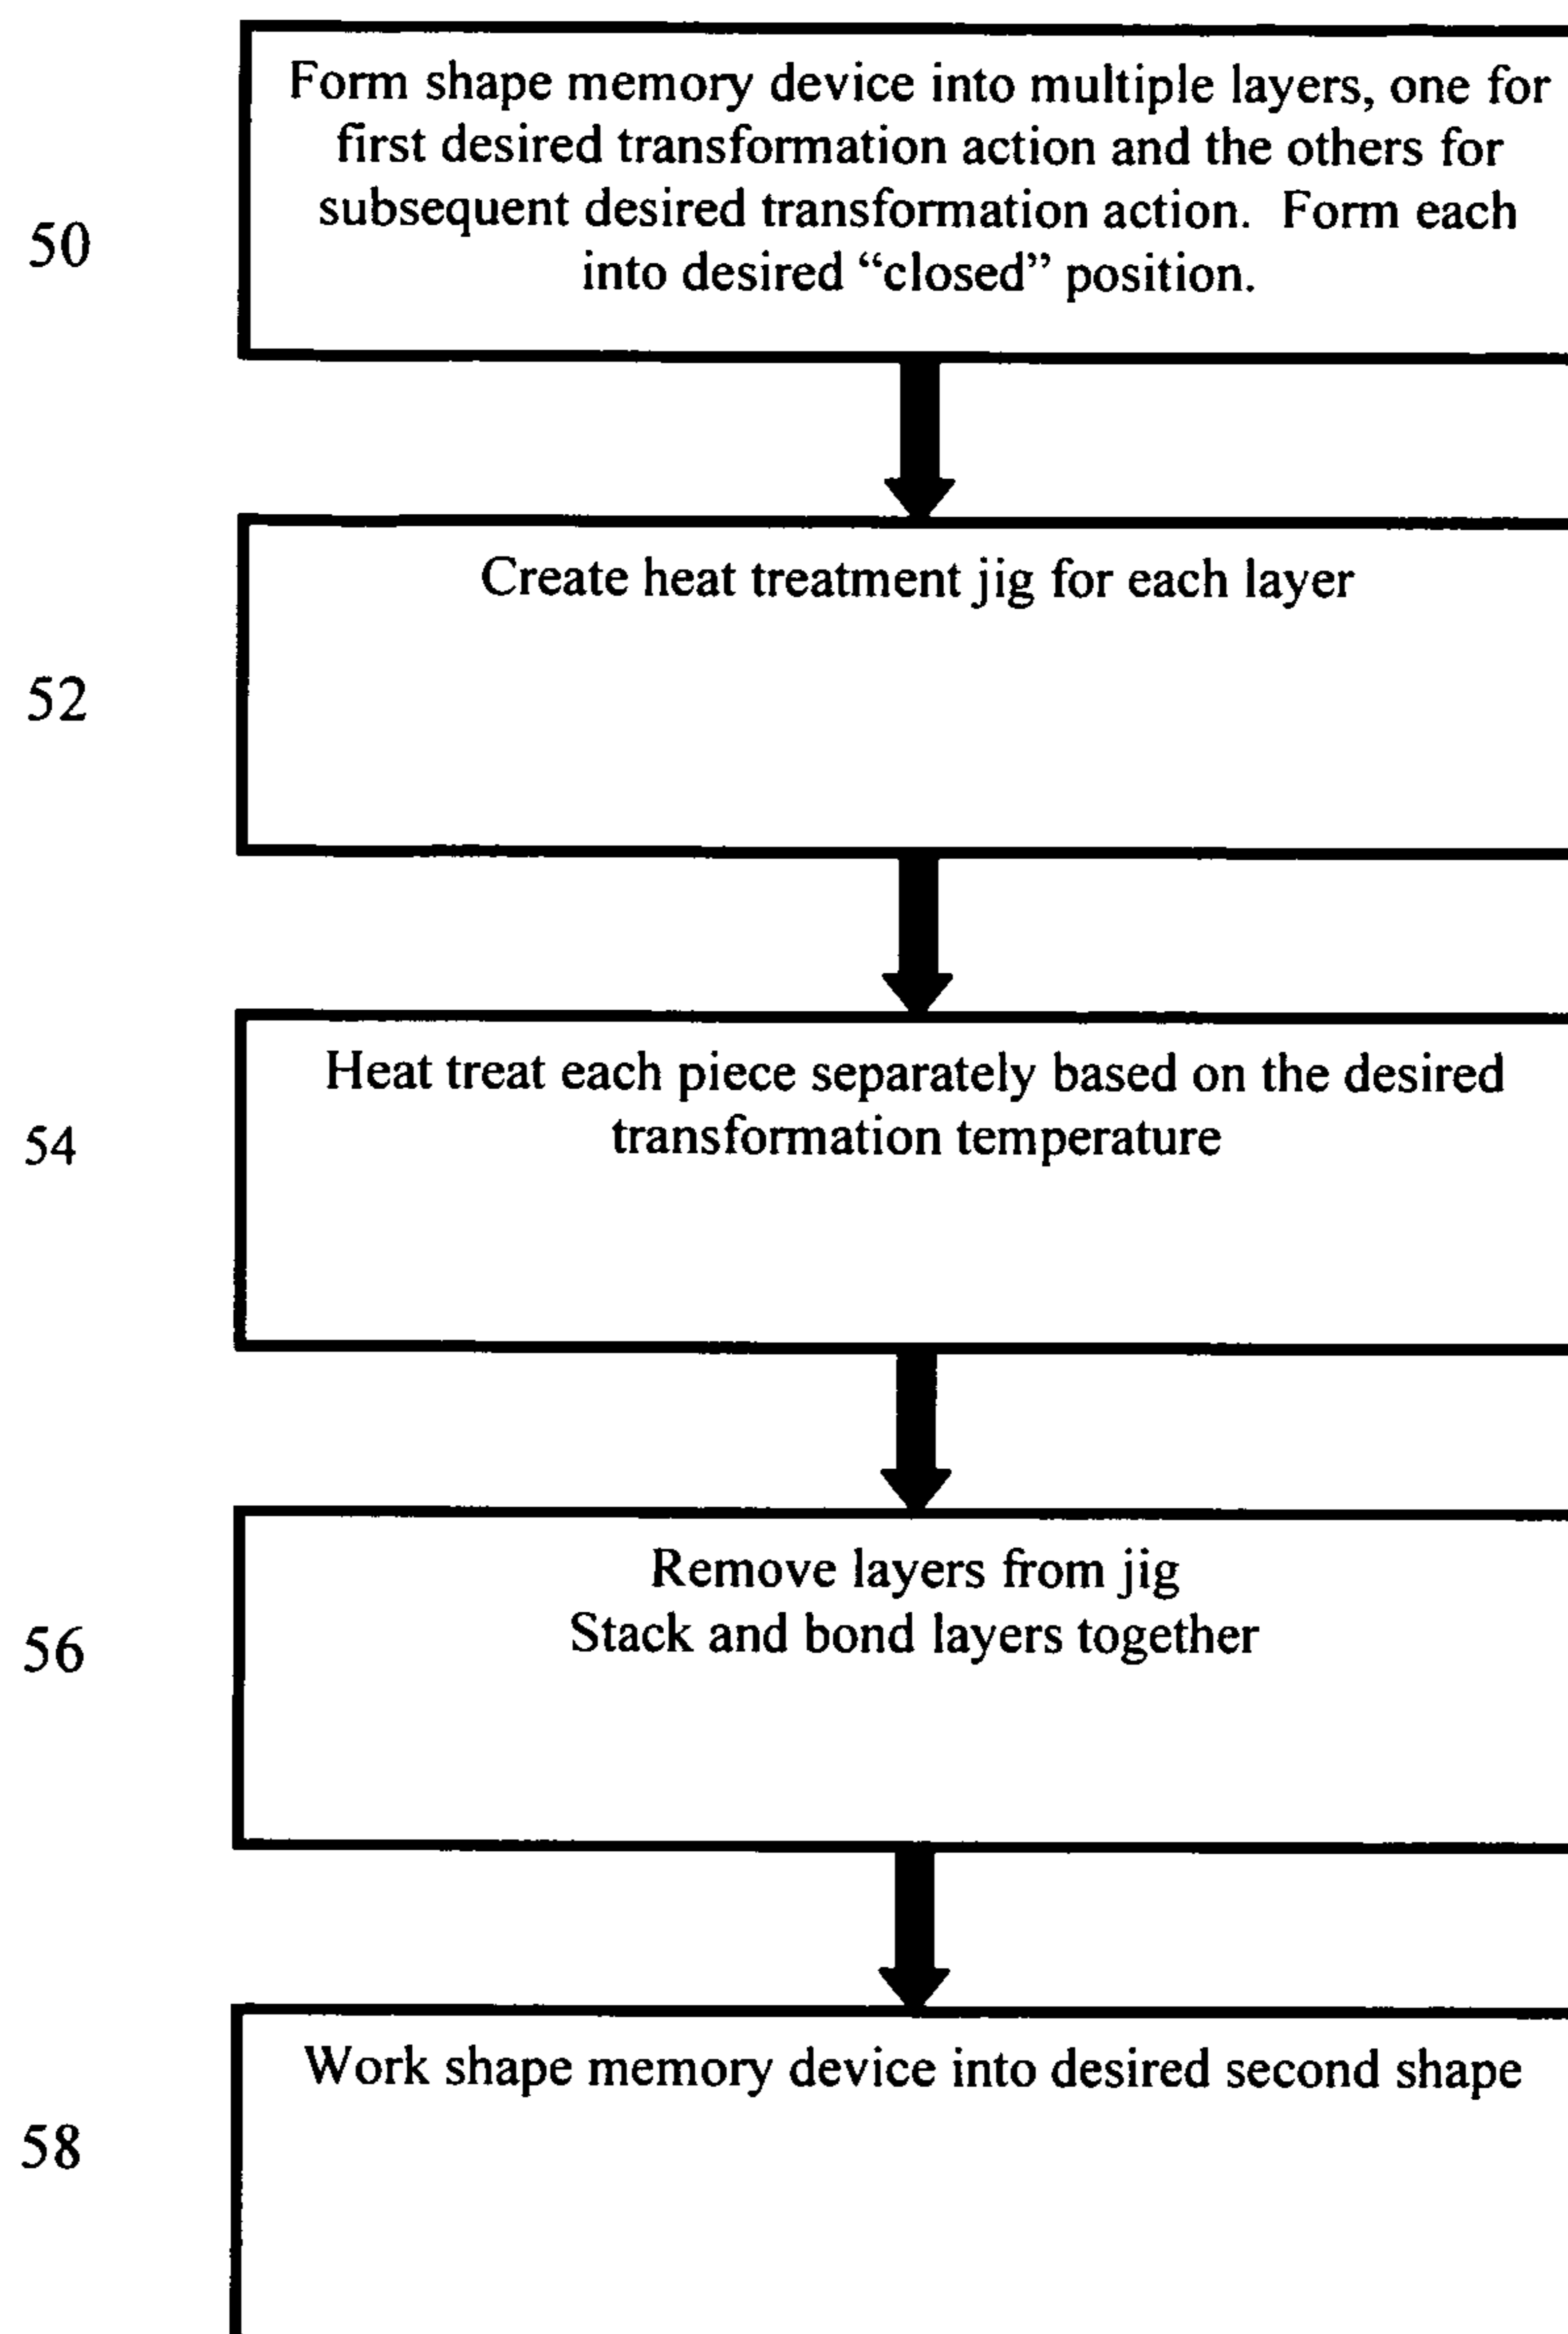 Form shape memory device into multiple layers, one for
first desired transformation action and the others for
subsequent desired transformation action.  Form each
into desired “closed” position.
50
Create heat treatment jig for each layer
52
Heat treat each piece separately based on the desired
transformation temperature
54
Remove layers from jig
Stack and bond layers together
56
Work shape memory device into desired second shape
58